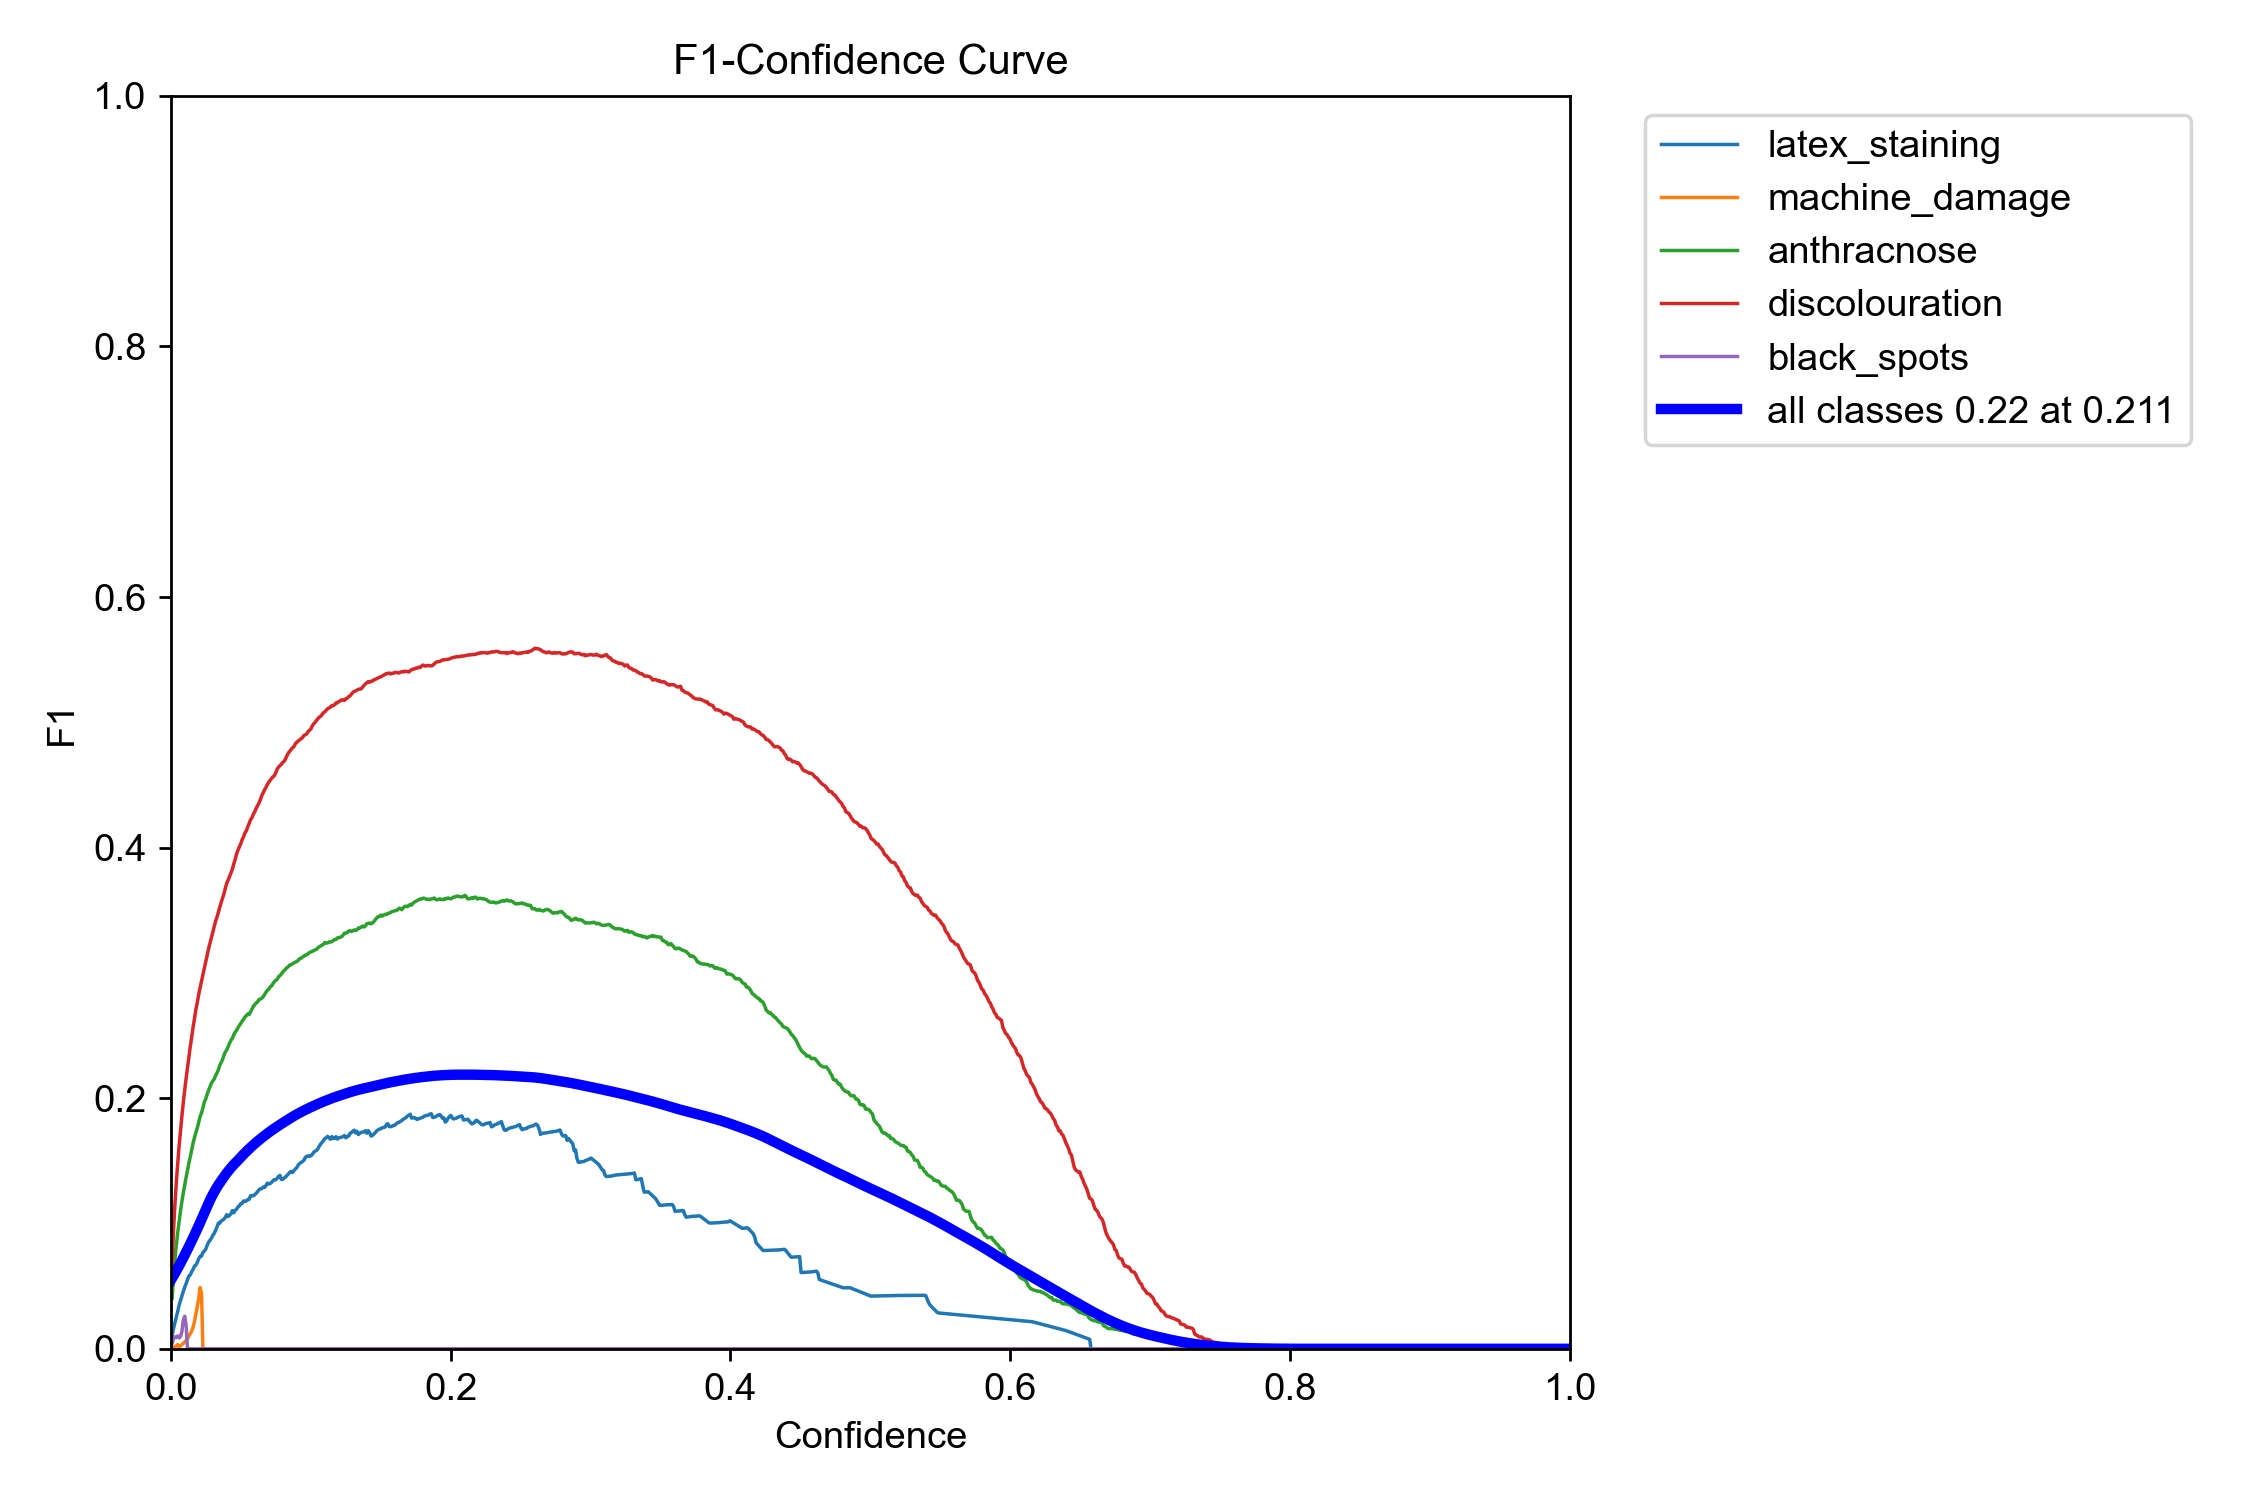 F1-Confidence Curve
1.0
0.8
0.6
0.4
0.2
0.0
F1
0.0 0.2 0.4 0.6 0.8 1.0
Confidence
latex_staining
machine_damage
anthracnose
discolouration
black_spots
all classes 0.22 at 0.211